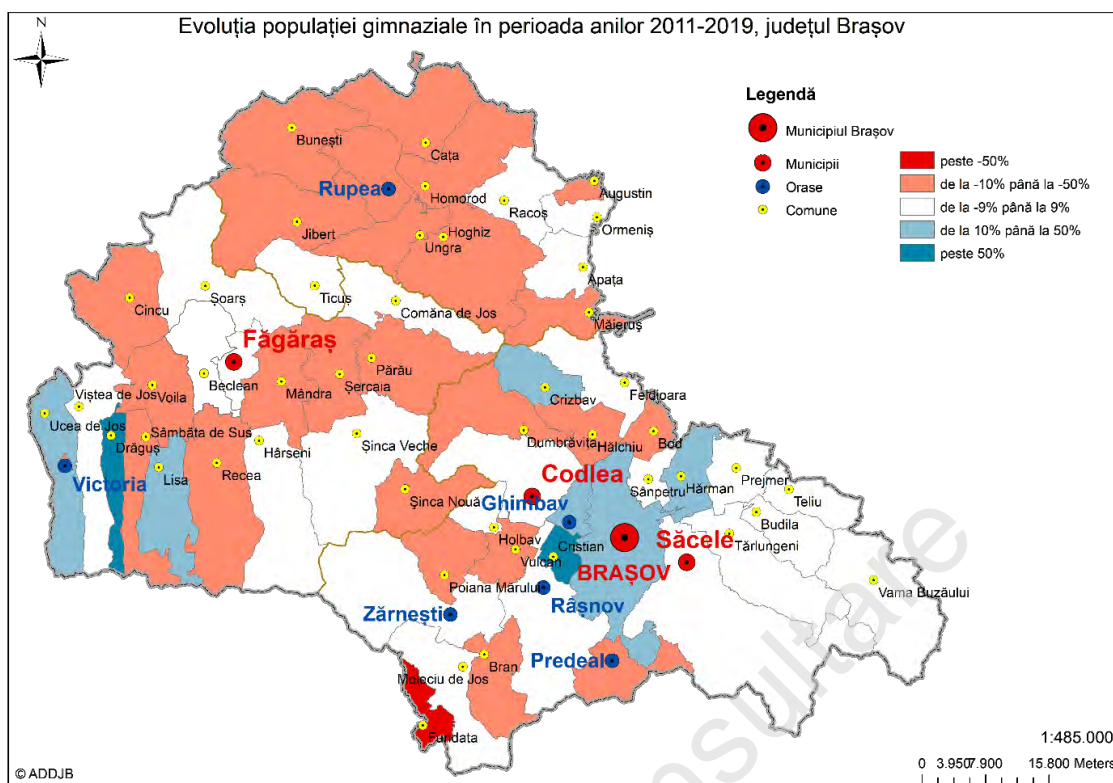 Evoluția populației gimnaziale în perioada anilor 2011-2019, județul Brașov
N
Legendă
Municipiul Brașov
Municipii
Orase
Comune
peste -50%
de la -10% până la -50%
de la -9% până la 9%
de la 10% până la 50%
peste 50%
Bunești
Cața
Rupea
Homorod
Augustin
Racoș
Ormeniș
Jibert
Hoghiz
Ungra
Apața
Șoarș
Ticuș
Cincu
Comăna de Jos
Măieruș
Făgăraș
Părău
Beclean
Mândra
Șercaia
Feldioara
Crizbav
Viștea de Jos
Voila
Ucea de Jos
Sâmbăta de Sus
Drăguș
Hârseni
Șinca Veche
Dumbrăvița
Hălchiu
Bod
Victoria
Lisa
Recea
Codlea
Sânpetru
Hărman
Prejmer
Teliu
Șinca Nouă
Ghimbav
Budila
Holbav
Cristian
Săcele
Tărlungeni
Vulcan
BRAȘOV
Poiana Mărului
Vama Buzăului
Râșnov
Zărnești
Predeal
Bran
Moieciu de Jos
Fundata
onsultare
1:485.000
0 3.950 7.900 15.800 Meters
© ADDJB